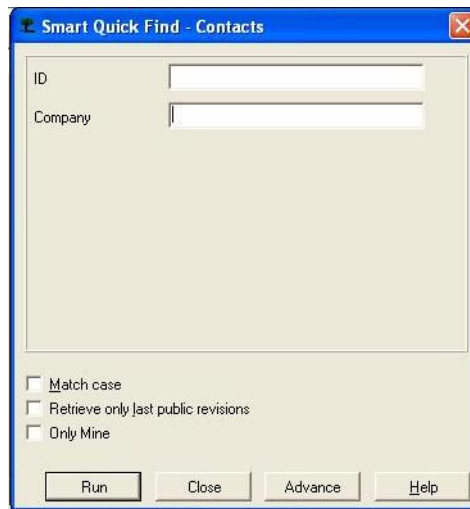 Smart Quick Find - Contacts
ID
Company
Match case
Retrieve only last public revisions
Only Mine
Run Close Advance Help